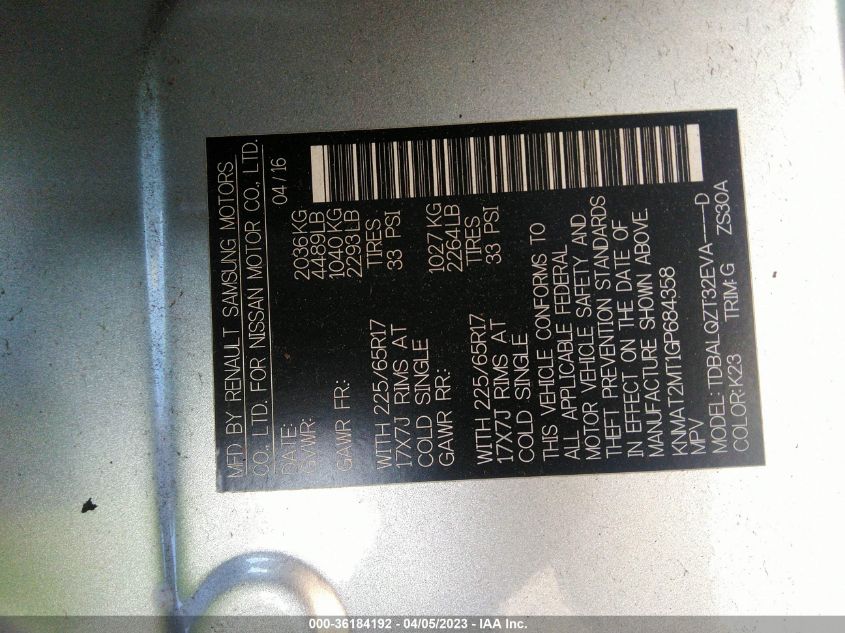 MFD BY RENAULT SAMSUNG MOTORS
CO., LTD. FOR NISSAN MOTOR CO., LTD.
DATE: 04/16
GVWR: 2036KG
4489LB
GAWR FR: 1040KG
2293LB
WITH 225/65R17 TIRES
17X7J RIMS AT 33 PSI
COLD SINGLE
GAWR RR: 1027KG
2264LB
WITH 225/65R17 TIRES
17X7J RIMS AT 33 PSI
COLD SINGLE
THIS VEHICLE CONFORMS TO
ALL APPLICABLE FEDERAL
MOTOR VEHICLE SAFETY AND
THEFT PREVENTION STANDARDS
IN EFFECT ON THE DATE OF
MANUFACTURE SHOWN ABOVE
KNMAT2MT1GP684358
MPV
MODEL: TDBALQZT32EVA----D
COLOR: K23 TRIM: G ZS30A
000-36184192 - 04/05/2023 - IAA Inc.